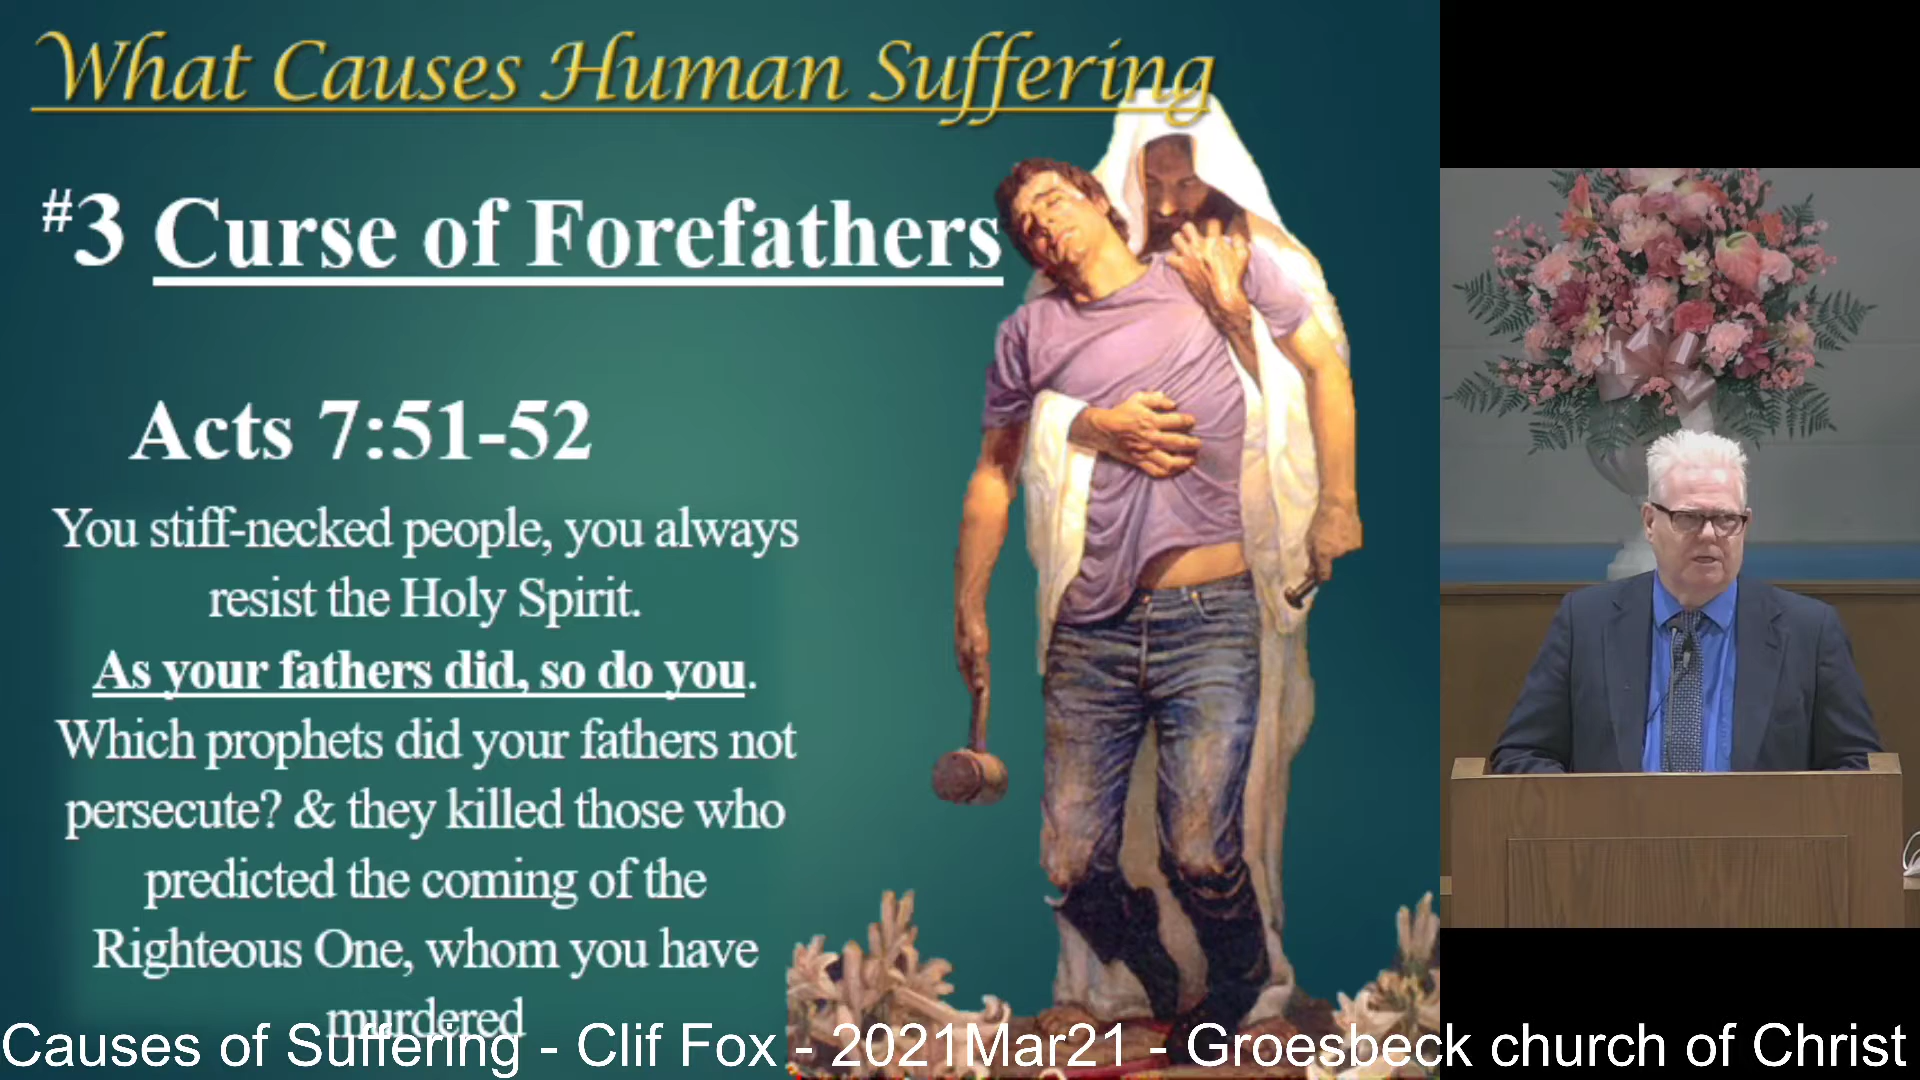 What Causes Human Suffering
#3 Curse of Forefathers
Acts 7:51-52
You stiff-necked people, you always
resist the Holy Spirit.
As your fathers did, so do you.
Which prophets did your fathers not
persecute? & they killed those who
predicted the coming of the
Righteous One, whom you have
murdered
Causes of Suffering - Clif Fox - 2021Mar21 - Groesbeck church of Christ